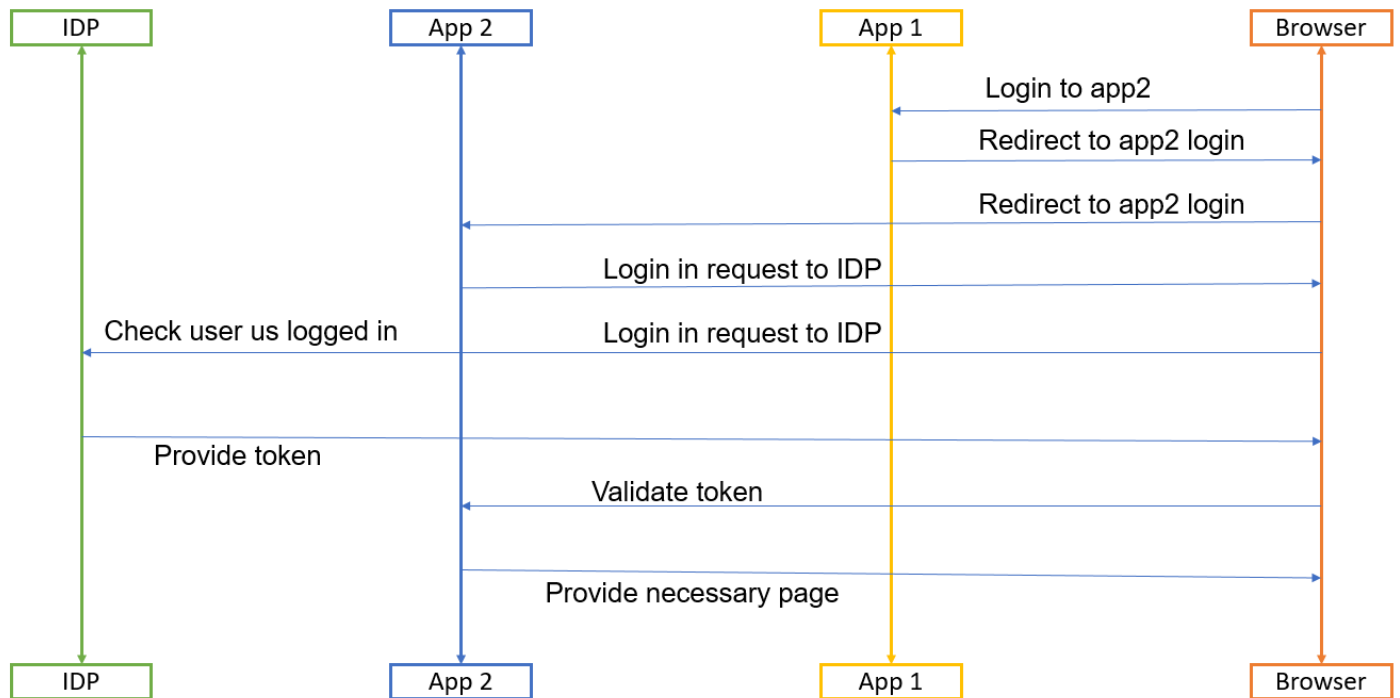 IDP
App 2
App 1
Browser
Login to app2
Redirect to app2 login
Redirect to app2 login
Login in request to IDP
Check user us logged in
Login in request to IDP
Provide token
Validate token
Provide necessary page
IDP
App 2
App 1
Browser